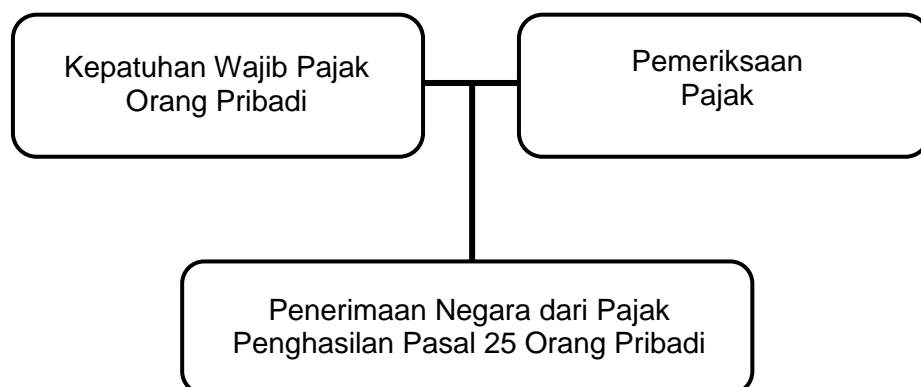 Kepatuhan Wajib Pajak
Orang Pribadi
Pemeriksaan
Pajak
Penerimaan Negara dari Pajak
Penghasilan Pasal 25 Orang Pribadi